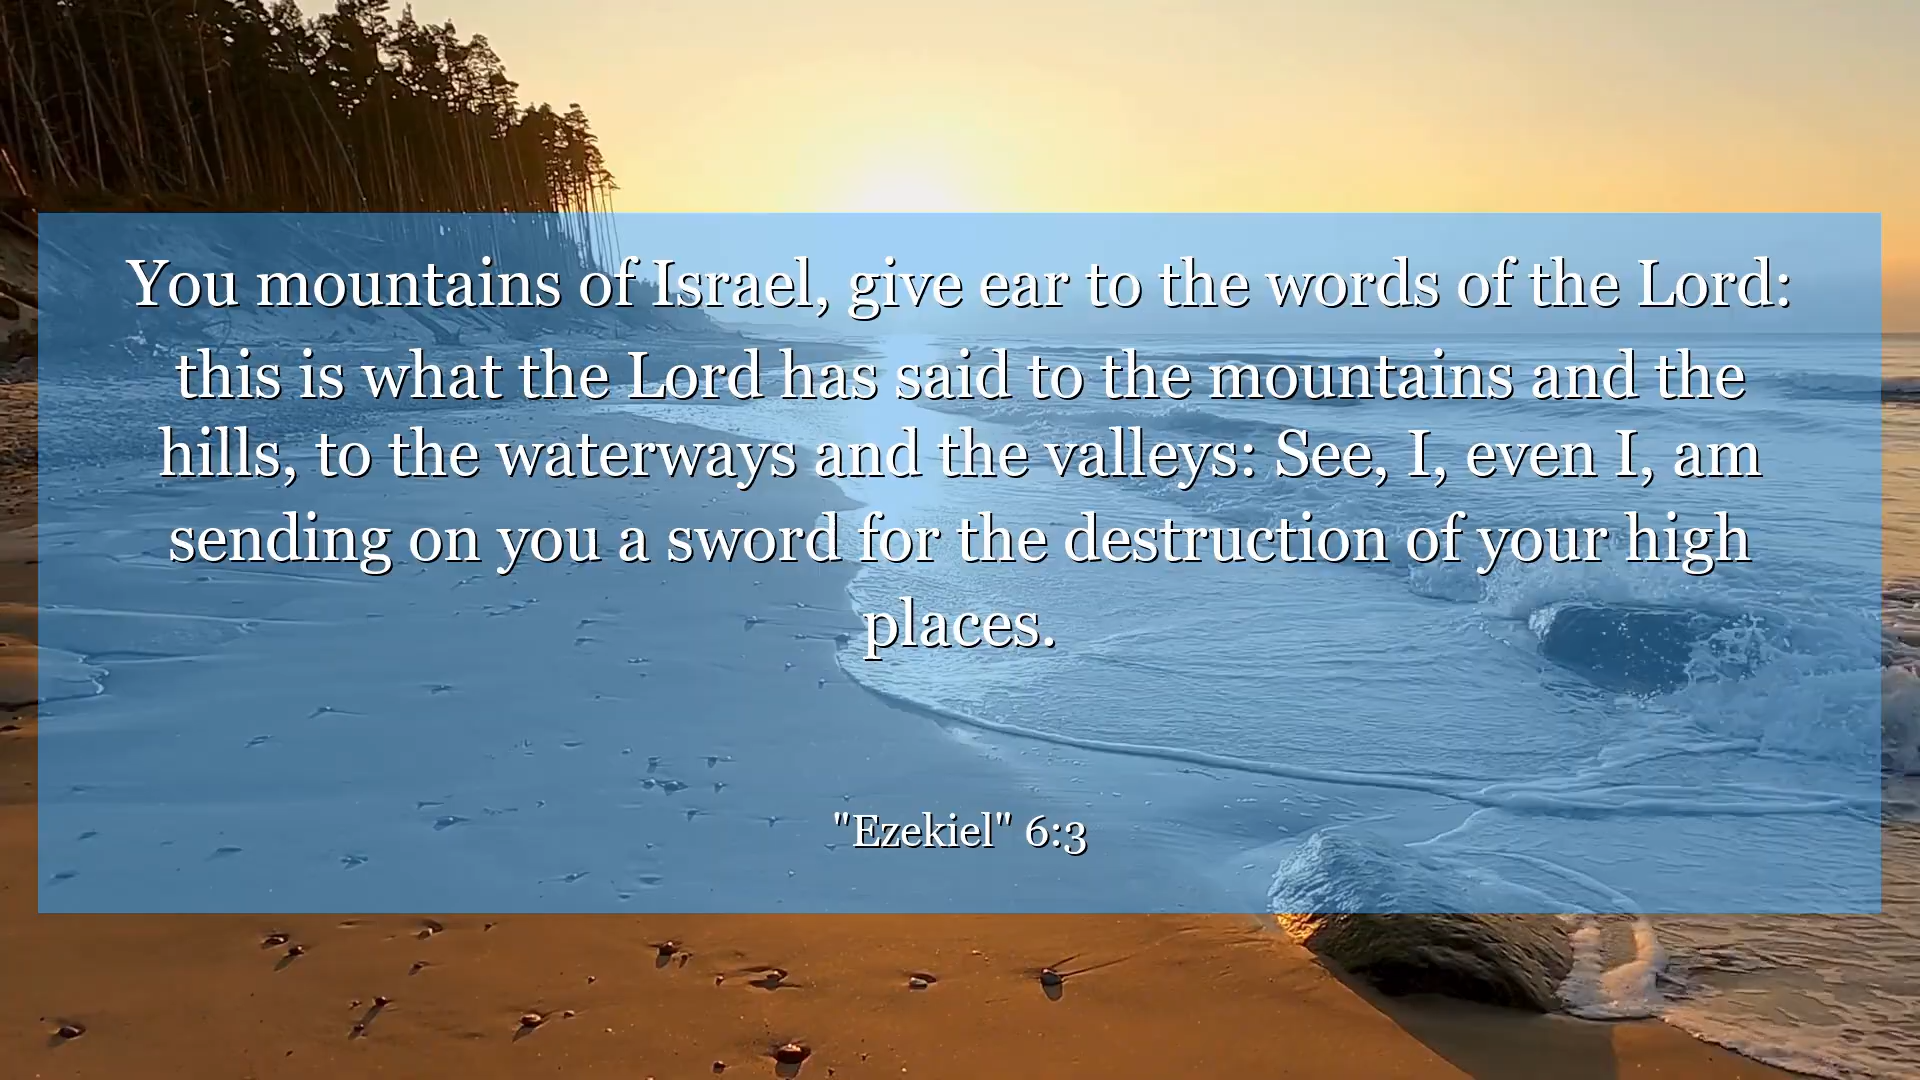 You mountains of Israel, give ear to the words of the Lord:
this is what the Lord has said to the mountains and the
hills, to the waterways and the valleys: See, I, even I, am
sending on you a sword for the destruction of your high
places.
"Ezekiel" 6:3